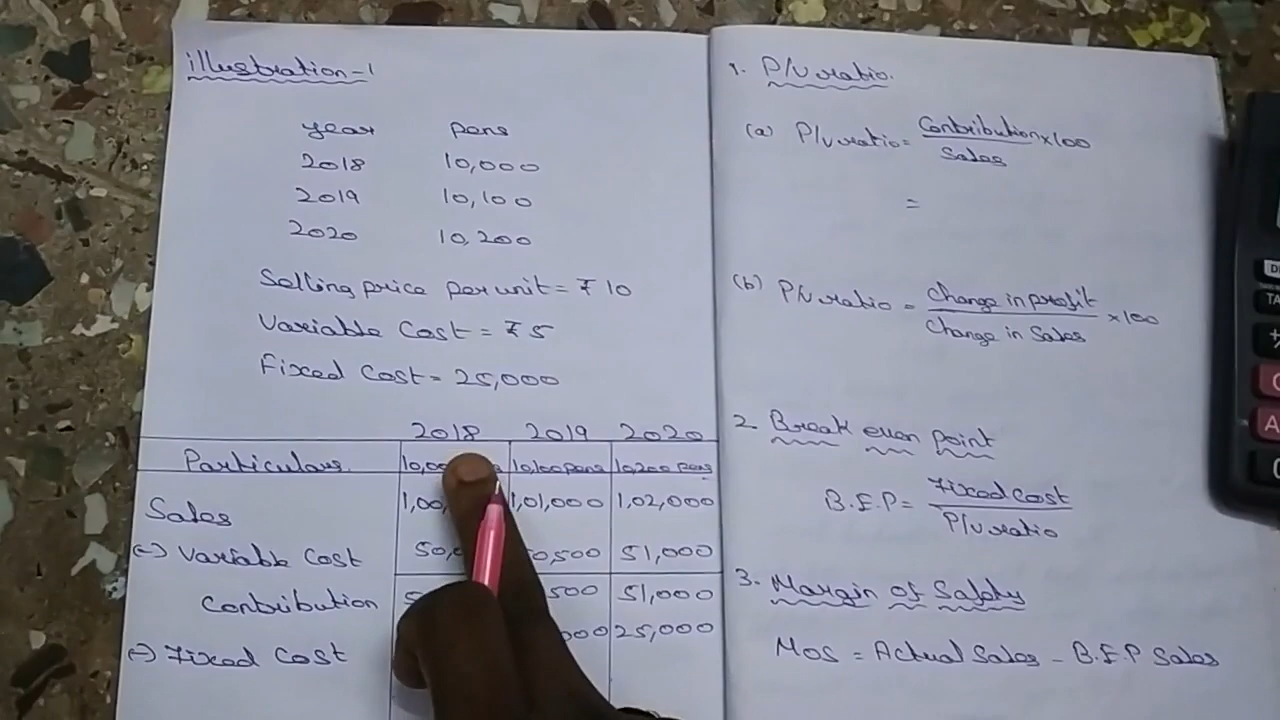 illustration-1
year pens
2018 10,000
2019 10,100
2020 10,200
Selling price per unit = ₹10
Variable Cost = ₹5
Fixed Cost = 25,000
2018 2019 2020
Particulars 10,100 pens 10,200 pens
Sales 1,01,000 1,02,000
(-) Variable Cost 51,000
Contribution 51,000
(-) Fixed Cost 25,000
1. P/V ratio.
(a) P/V ratio = Contribution ×100
Sales
=
(b) P/V ratio = Change in profit ×100
Change in Sales
2. Break even point
B.E.P = Fixed cost
P/V ratio
3. Margin of Safety
MOS = Actual Sales - B.E.P Sales